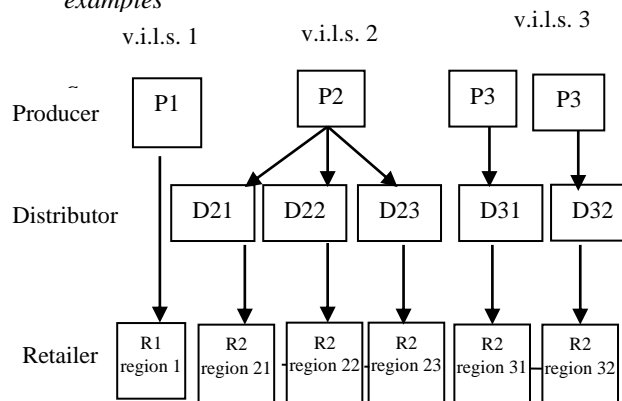 examples
v.i.l.s. 1 v.i.l.s. 2 v.i.l.s. 3
Producer P1 P2 P3 P3
Distributor D21 D22 D23 D31 D32
Retailer R1 R2 R2 R2 R2 R2
region 1 region 21 region 22 region 23 region 31 region 32